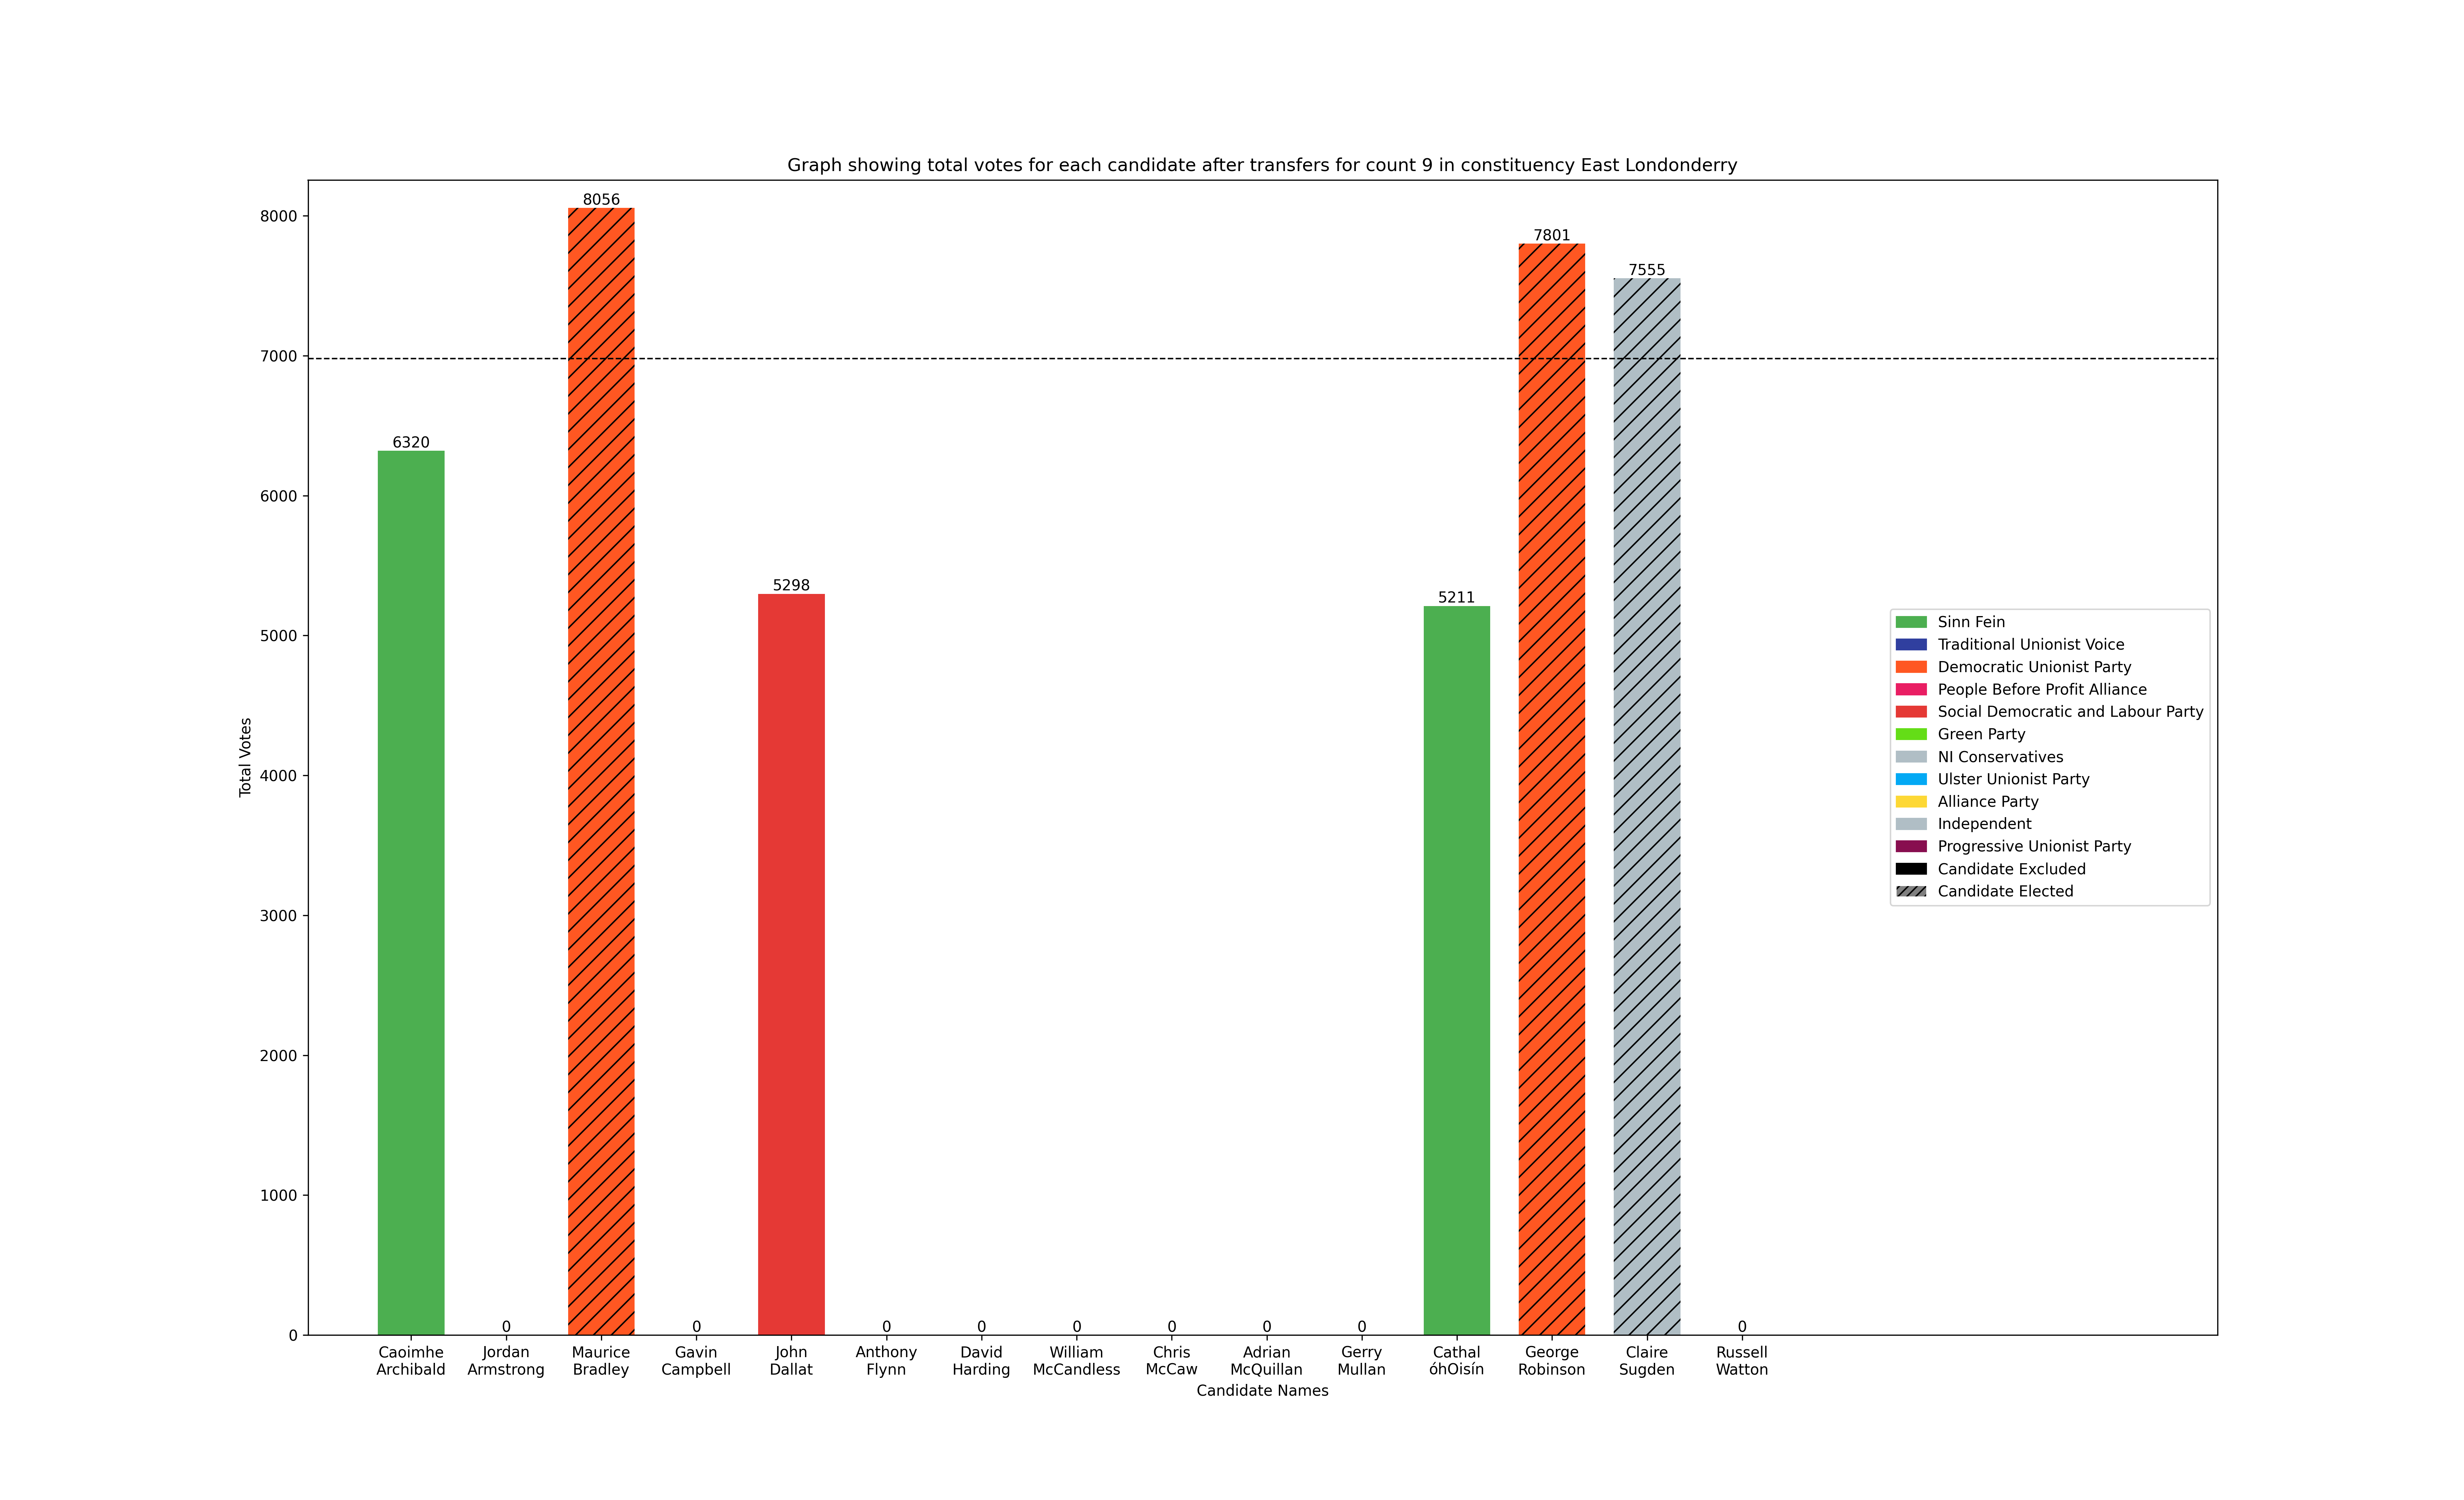 Graph showing total votes for each candidate after transfers for count 9 in constituency East Londonderry
Total Votes
8000
7000
6000
5000
4000
3000
2000
1000
0
6320
0
8056
0
5298
0
0
0
0
0
0
5211
7801
7555
0
Caoimhe
Archibald
Jordan
Armstrong
Maurice
Bradley
Gavin
Campbell
John
Dallat
Anthony
Flynn
David
Harding
William
McCandless
Chris
McCaw
Adrian
McQuillan
Gerry
Mullan
Cathal
óhOisín
George
Robinson
Claire
Sugden
Russell
Watton
Candidate Names
Sinn Fein
Traditional Unionist Voice
Democratic Unionist Party
People Before Profit Alliance
Social Democratic and Labour Party
Green Party
NI Conservatives
Ulster Unionist Party
Alliance Party
Independent
Progressive Unionist Party
Candidate Excluded
Candidate Elected